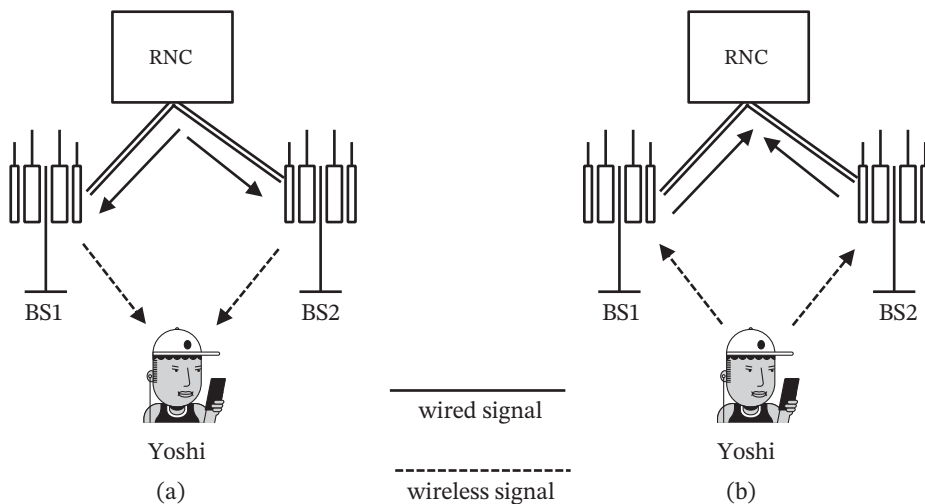 RNC
RNC
BS1
BS2
BS1
BS2
wired signal
Yoshi
Yoshi
wireless signal
(a)
(b)